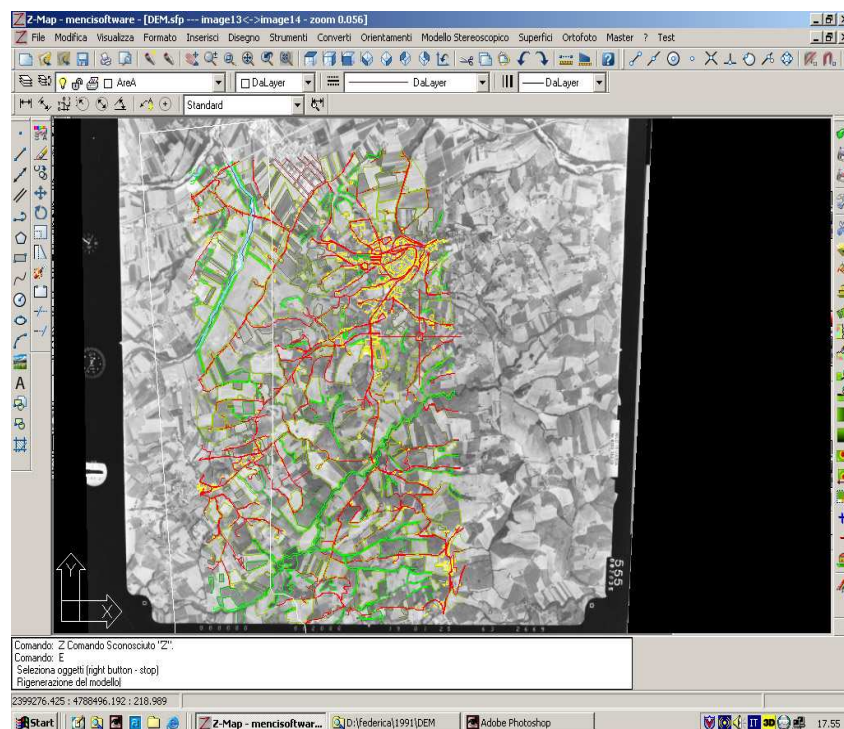 Z-Map - mencisoftware - [DEM.sfp --- image13<->image14 - zoom 0.056]
File Modifica Visualizza Formato Inserisci Disegno Strumenti Converti Orientamenti Modello Stereoscopico Superfici Ortofoto Master ? Test
AreA DaLayer DaLayer DaLayer
Standard
A
Y
X
555
Comando: Z Comando Sconosciuto "Z".
Comando: E
Seleziona oggetti (right button - stop)
Rigenerazione del modello
2399276.425 : 4788496.192 : 218.989
Start Z-Map - mencisoftwar... D:\federica\1991\DEM Adobe Photoshop IT 3D 17.55